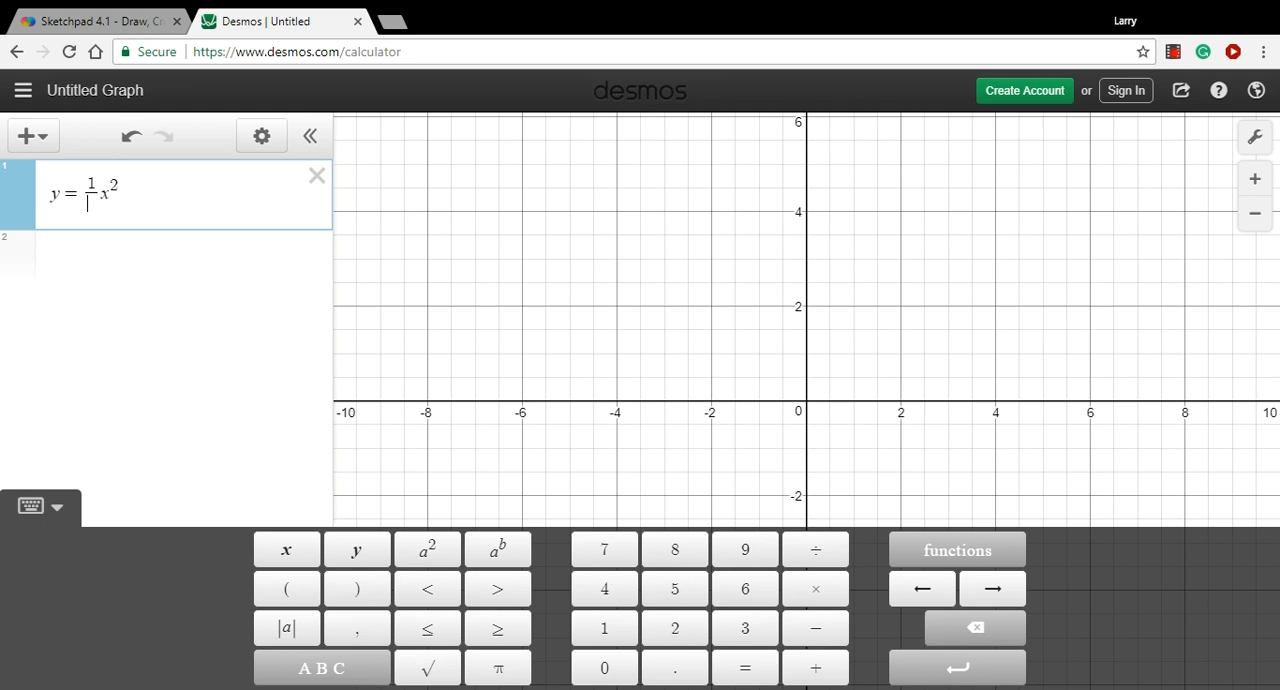 Sketchpad 4.1 - Draw, Cr
Desmos | Untitled
Larry
Secure
https://www.desmos.com/calculator
Untitled Graph
desmos
Create Account or Sign In
1
y = 1/ x²
2
6
4
2
-10 -8 -6 -4 -2 0 2 4 6 8 10
-2
x y a² aᵇ 7 8 9 ÷ functions
( ) < > 4 5 6 × ← →
|a| , ≤ ≥ 1 2 3 −
A B C √ π 0 . = +